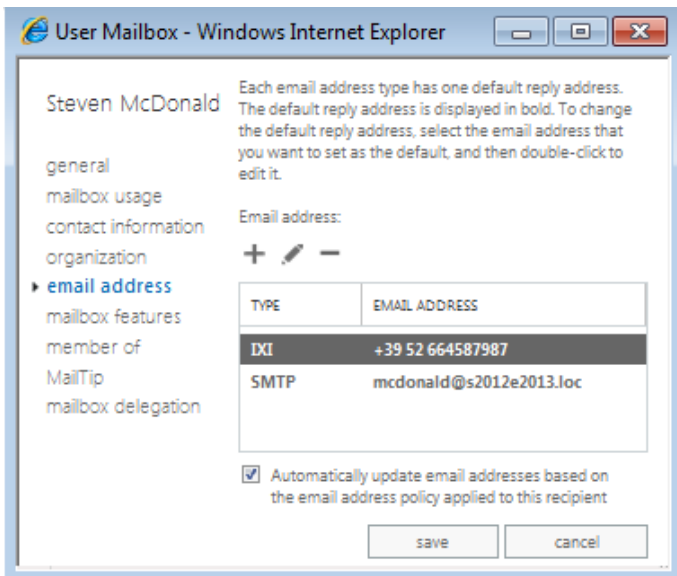 User Mailbox - Windows Internet Explorer
Steven McDonald
general
mailbox usage
contact information
organization
email address
mailbox features
member of
MailTip
mailbox delegation
Each email address type has one default reply address.
The default reply address is displayed in bold. To change
the default reply address, select the email address that
you want to set as the default, and then double-click to
edit it.
Email address:
TYPE EMAIL ADDRESS
IXI +39 52 664587987
SMTP mcdonald@s2012e2013.loc
Automatically update email addresses based on
the email address policy applied to this recipient
save cancel